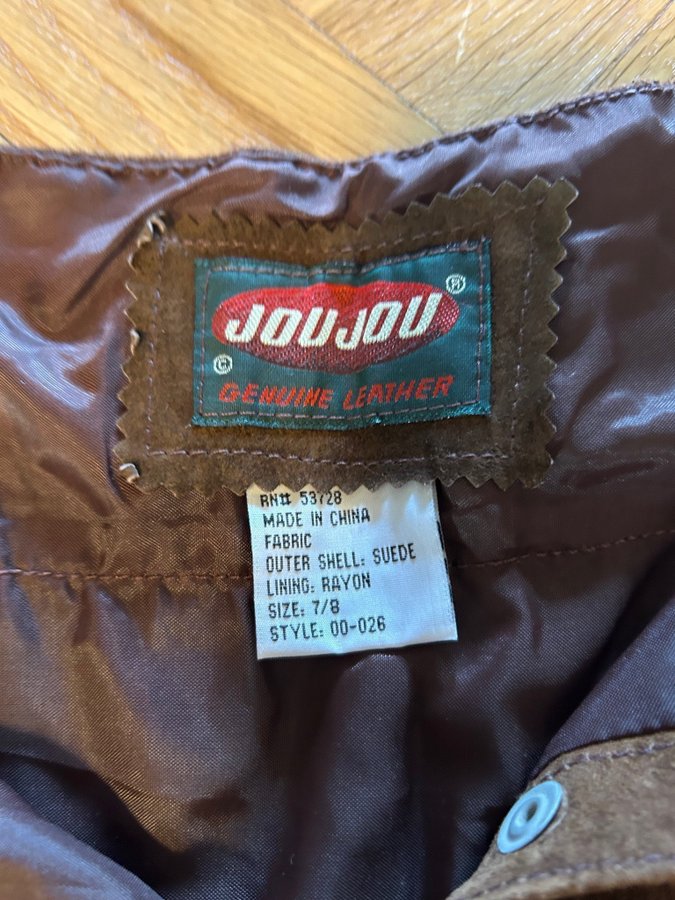 JOUJOU ®
©
GENUINE LEATHER
RN# 53728
MADE IN CHINA
FABRIC
OUTER SHELL: SUEDE
LINING: RAYON
SIZE: 7/8
STYLE: 00-026